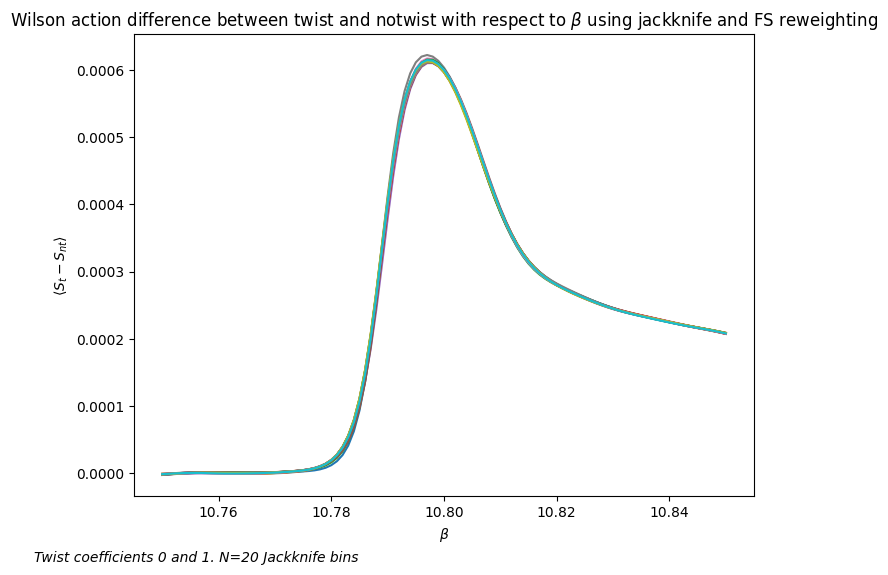 Wilson action difference between twist and notwist with respect to β using jackknife and FS reweighting
0.0006
0.0005
0.0004
0.0003
0.0002
0.0001
0.0000
⟨S_t − S_nt⟩
10.76 10.78 10.80 10.82 10.84
β
Twist coefficients 0 and 1. N=20 Jackknife bins